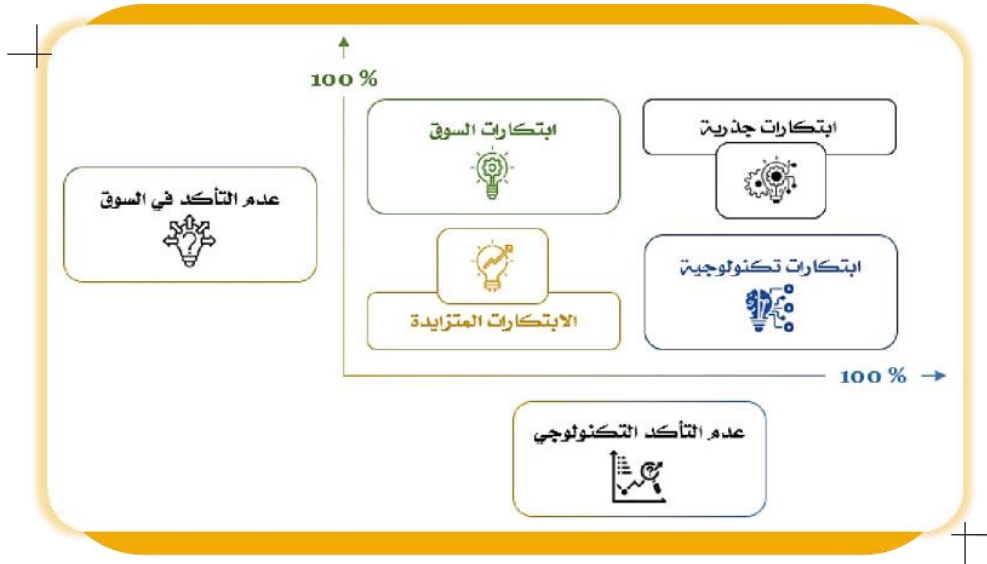 100 %
ابتكارات جذرية
ابتكارات السوق
عدم التأكد في السوق
ابتكارات تكنولوجية
الابتكارات المتزايدة
100 %
عدم التأكد التكنولوجي